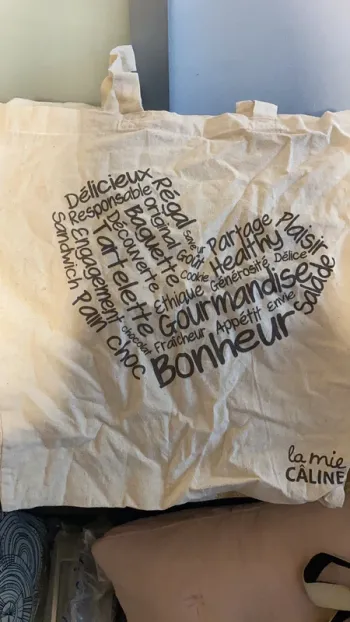 Délicieux
Responsable
Régal
Original
Saveur
Sandwich
Engagement
Découverte
Baguette
Goût
Partage
Plaisir
Tartelette
Cookie
Healthy
Pain choc
Éthique
Générosité
Délice
chocolat
Gourmandise
Salade
Fraîcheur
Appétit
Envie
Bonheur
la mie
CÂLINE